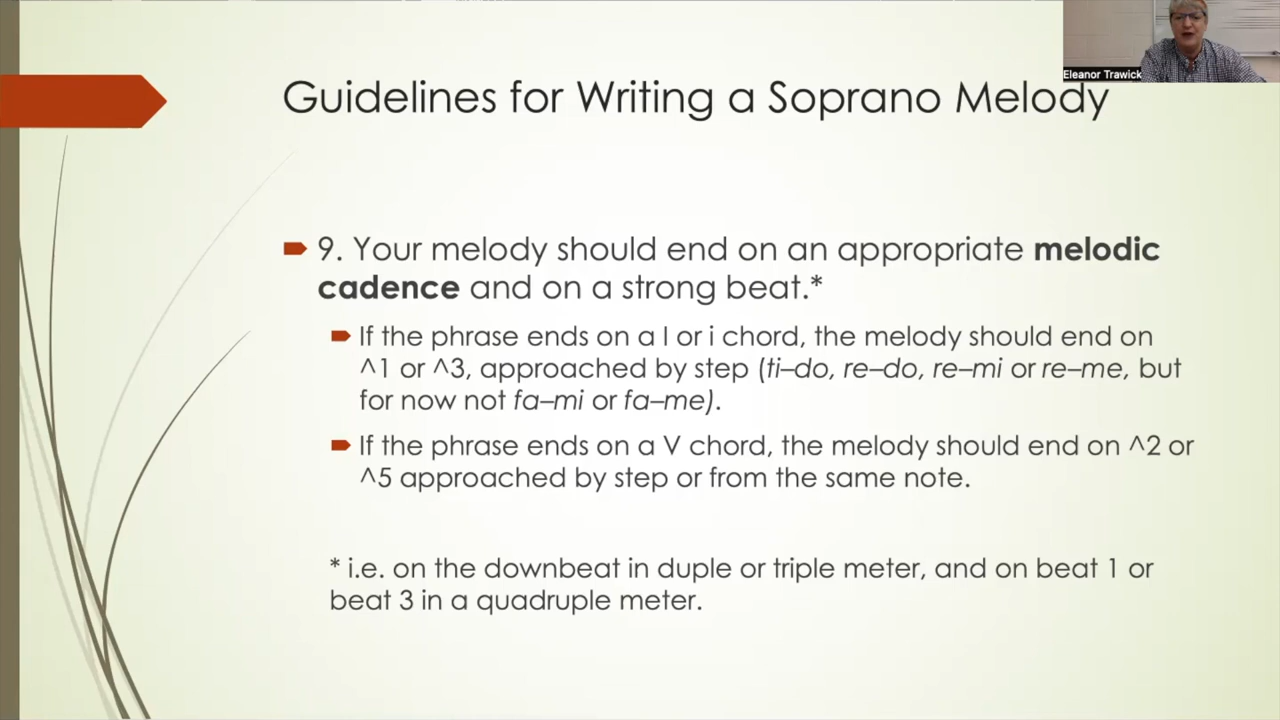 Eleanor Trawick
Guidelines for Writing a Soprano Melody
9. Your melody should end on an appropriate melodic
cadence and on a strong beat.*
If the phrase ends on a I or i chord, the melody should end on
^1 or ^3, approached by step (ti–do, re–do, re–mi or re–me, but
for now not fa–mi or fa–me).
If the phrase ends on a V chord, the melody should end on ^2 or
^5 approached by step or from the same note.
* i.e. on the downbeat in duple or triple meter, and on beat 1 or
beat 3 in a quadruple meter.